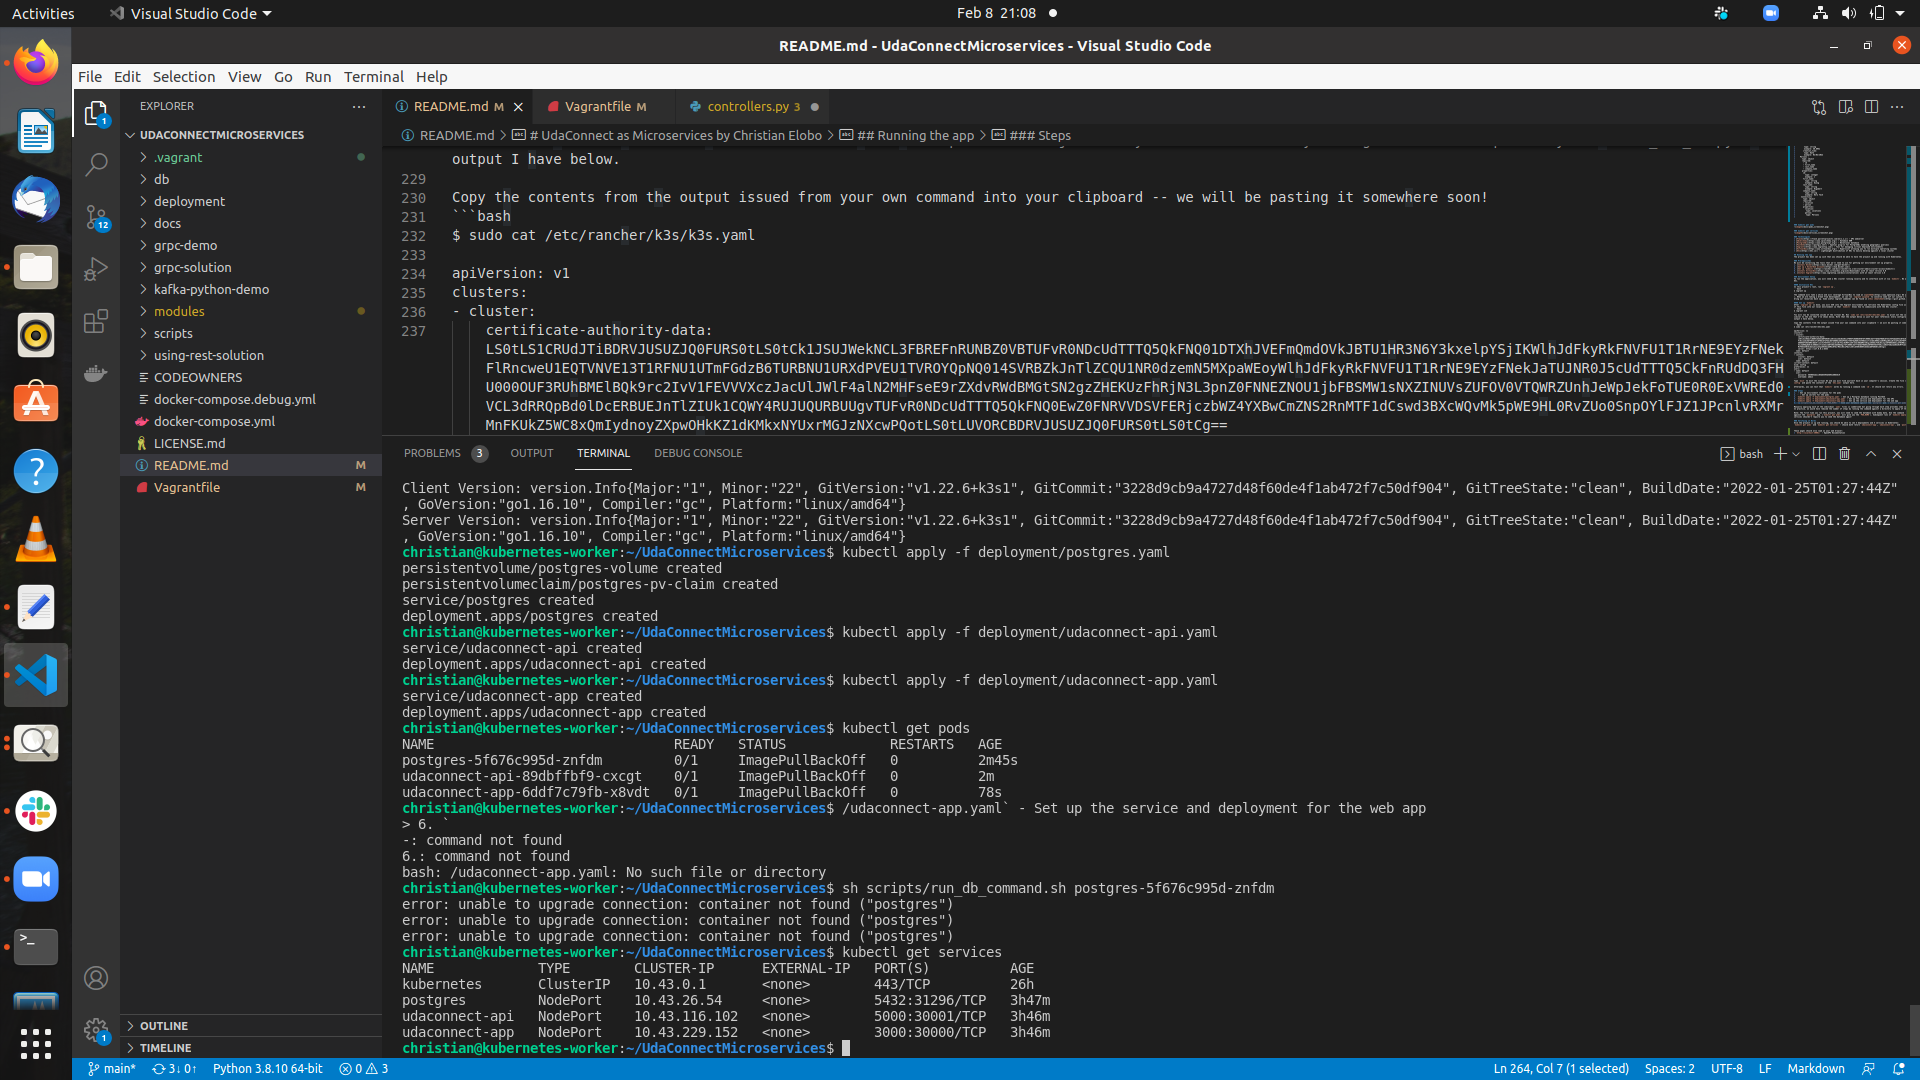 Activities
Visual Studio Code
Feb 8 21:08
README.md - UdaConnectMicroservices - Visual Studio Code
File Edit Selection View Go Run Terminal Help
EXPLORER
UDACONNECTMICROSERVICES
.vagrant
db
deployment
docs
grpc-demo
grpc-solution
kafka-python-demo
modules
scripts
using-rest-solution
CODEOWNERS
docker-compose.debug.yml
docker-compose.yml
LICENSE.md
README.md M
Vagrantfile M
OUTLINE
TIMELINE
1
12
1
README.md M
Vagrantfile M
controllers.py 3
README.md > # UdaConnect as Microservices by Christian Elobo > ## Running the app > ### Steps
output I have below.
229
230 Copy the contents from the output issued from your own command into your clipboard -- we will be pasting it somewhere soon!
231 ```bash
232 $ sudo cat /etc/rancher/k3s/k3s.yaml
233
234 apiVersion: v1
235 clusters:
236 - cluster:
237 certificate-authority-data:
PROBLEMS 3 OUTPUT TERMINAL DEBUG CONSOLE
bash
Client Version: version.Info{Major:"1", Minor:"22", GitVersion:"v1.22.6+k3s1", GitCommit:"3228d9cb9a4727d48f60de4f1ab472f7c50df904", GitTreeState:"clean", BuildDate:"2022-01-25T01:27:44Z"
, GoVersion:"go1.16.10", Compiler:"gc", Platform:"linux/amd64"}
Server Version: version.Info{Major:"1", Minor:"22", GitVersion:"v1.22.6+k3s1", GitCommit:"3228d9cb9a4727d48f60de4f1ab472f7c50df904", GitTreeState:"clean", BuildDate:"2022-01-25T01:27:44Z"
, GoVersion:"go1.16.10", Compiler:"gc", Platform:"linux/amd64"}
christian@kubernetes-worker:~/UdaConnectMicroservices$ kubectl apply -f deployment/postgres.yaml
persistentvolume/postgres-volume created
persistentvolumeclaim/postgres-pv-claim created
service/postgres created
deployment.apps/postgres created
christian@kubernetes-worker:~/UdaConnectMicroservices$ kubectl apply -f deployment/udaconnect-api.yaml
service/udaconnect-api created
deployment.apps/udaconnect-api created
christian@kubernetes-worker:~/UdaConnectMicroservices$ kubectl apply -f deployment/udaconnect-app.yaml
service/udaconnect-app created
deployment.apps/udaconnect-app created
christian@kubernetes-worker:~/UdaConnectMicroservices$ kubectl get pods
NAME READY STATUS RESTARTS AGE
postgres-5f676c995d-znfdm 0/1 ImagePullBackOff 0 2m45s
udaconnect-api-89dbffbf9-cxcgt 0/1 ImagePullBackOff 0 2m
udaconnect-app-6ddf7c79fb-x8vdt 0/1 ImagePullBackOff 0 78s
christian@kubernetes-worker:~/UdaConnectMicroservices$ /udaconnect-app.yaml` - Set up the service and deployment for the web app
> 6. `
-: command not found
6.: command not found
bash: /udaconnect-app.yaml: No such file or directory
christian@kubernetes-worker:~/UdaConnectMicroservices$ sh scripts/run_db_command.sh postgres-5f676c995d-znfdm
error: unable to upgrade connection: container not found ("postgres")
error: unable to upgrade connection: container not found ("postgres")
error: unable to upgrade connection: container not found ("postgres")
christian@kubernetes-worker:~/UdaConnectMicroservices$ kubectl get services
NAME TYPE CLUSTER-IP EXTERNAL-IP PORT(S) AGE
kubernetes ClusterIP 10.43.0.1 <none> 443/TCP 26h
postgres NodePort 10.43.26.54 <none> 5432:31296/TCP 3h47m
udaconnect-api NodePort 10.43.116.102 <none> 5000:30001/TCP 3h46m
udaconnect-app NodePort 10.43.229.152 <none> 3000:30000/TCP 3h46m
christian@kubernetes-worker:~/UdaConnectMicroservices$
main* 3↓ 0↑ Python 3.8.10 64-bit 0 3
Ln 264, Col 7 (1 selected) Spaces: 2 UTF-8 LF Markdown